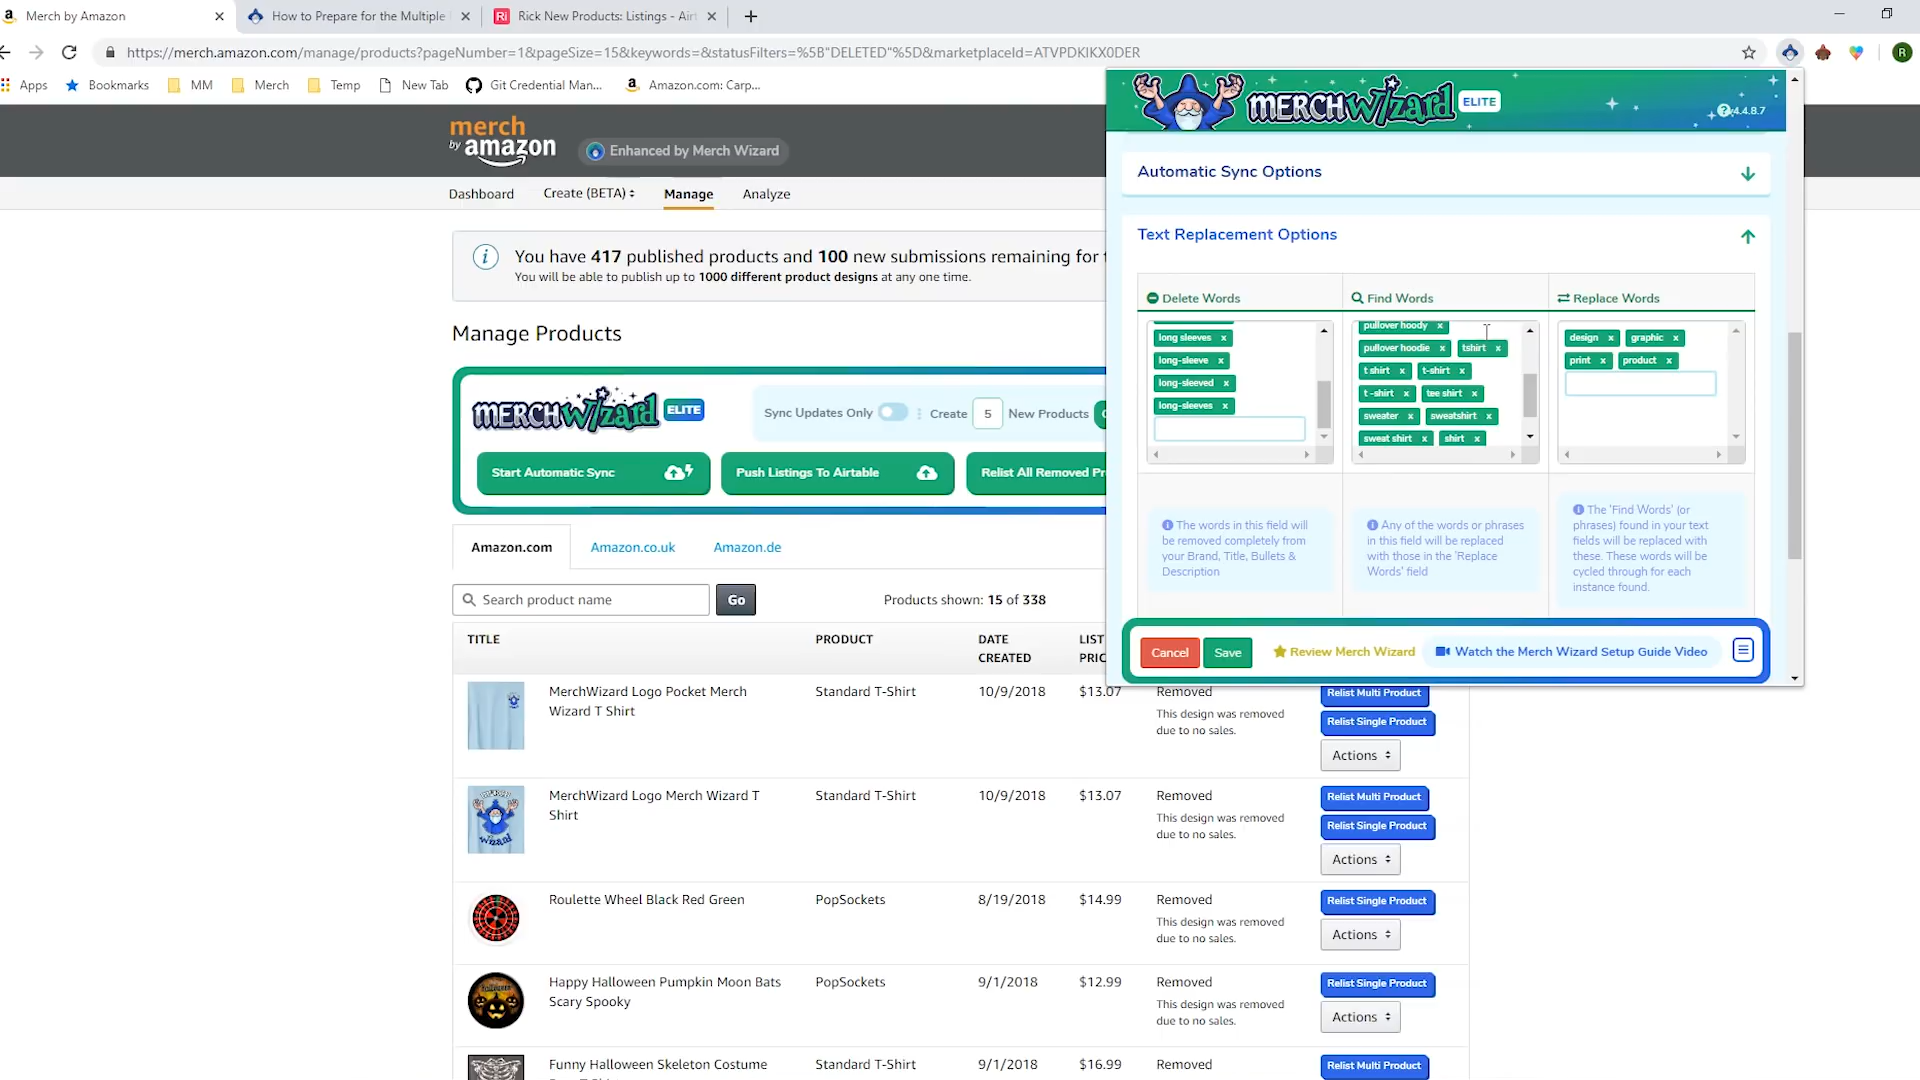 Merch by Amazon
How to Prepare for the Multiple
Rick New Products: Listings - Airt
https://merch.amazon.com/manage/products?pageNumber=1&pageSize=15&keywords=&statusFilters=%5B"DELETED"%5D&marketplaceId=ATVPDKIKX0DER
R
Apps
Bookmarks
MM
Merch
Temp
New Tab
Git Credential Man...
Amazon.com: Carp...
merch
by amazon
Enhanced by Merch Wizard
Dashboard
Create (BETA)
Manage
Analyze
You have 417 published products and 100 new submissions remaining for
You will be able to publish up to 1000 different product designs at any one time.
Manage Products
MERCHWIZARD ELITE
Sync Updates Only
Create 5 New Products
Start Automatic Sync
Push Listings To Airtable
Relist All Removed Pr
Amazon.com
Amazon.co.uk
Amazon.de
Search product name
Go
Products shown: 15 of 338
TITLE
PRODUCT
DATE
CREATED
LIST
PRIC
MerchWizard Logo Pocket Merch
Wizard T Shirt
Standard T-Shirt
10/9/2018
$13.07
Removed
This design was removed
due to no sales.
Relist Multi Product
Relist Single Product
Actions
MerchWizard Logo Merch Wizard T
Shirt
Standard T-Shirt
10/9/2018
$13.07
Removed
This design was removed
due to no sales.
Relist Multi Product
Relist Single Product
Actions
Roulette Wheel Black Red Green
PopSockets
8/19/2018
$14.99
Removed
This design was removed
due to no sales.
Relist Single Product
Actions
Happy Halloween Pumpkin Moon Bats
Scary Spooky
PopSockets
9/1/2018
$12.99
Removed
This design was removed
due to no sales.
Relist Single Product
Actions
Funny Halloween Skeleton Costume
Standard T-Shirt
9/1/2018
$16.99
Removed
Relist Multi Product
MERCHWIZARD ELITE
4.4.8.7
Automatic Sync Options
Text Replacement Options
Delete Words
long sleeves x
long-sleeve x
long-sleeved x
long-sleeves x
The words in this field will
be removed completely from
your Brand, Title, Bullets &
Description
Find Words
pullover hoody x
pullover hoodie x tshirt x
t shirt x t-shirt x
t -shirt x tee shirt x
sweater x sweatshirt x
sweat shirt x shirt x
Any of the words or phrases
in this field will be replaced
with those in the 'Replace
Words' field
Replace Words
design x graphic x
print x product x
The 'Find Words' (or
phrases) found in your text
fields will be replaced with
these. These words will be
cycled through for each
instance found.
Cancel
Save
Review Merch Wizard
Watch the Merch Wizard Setup Guide Video